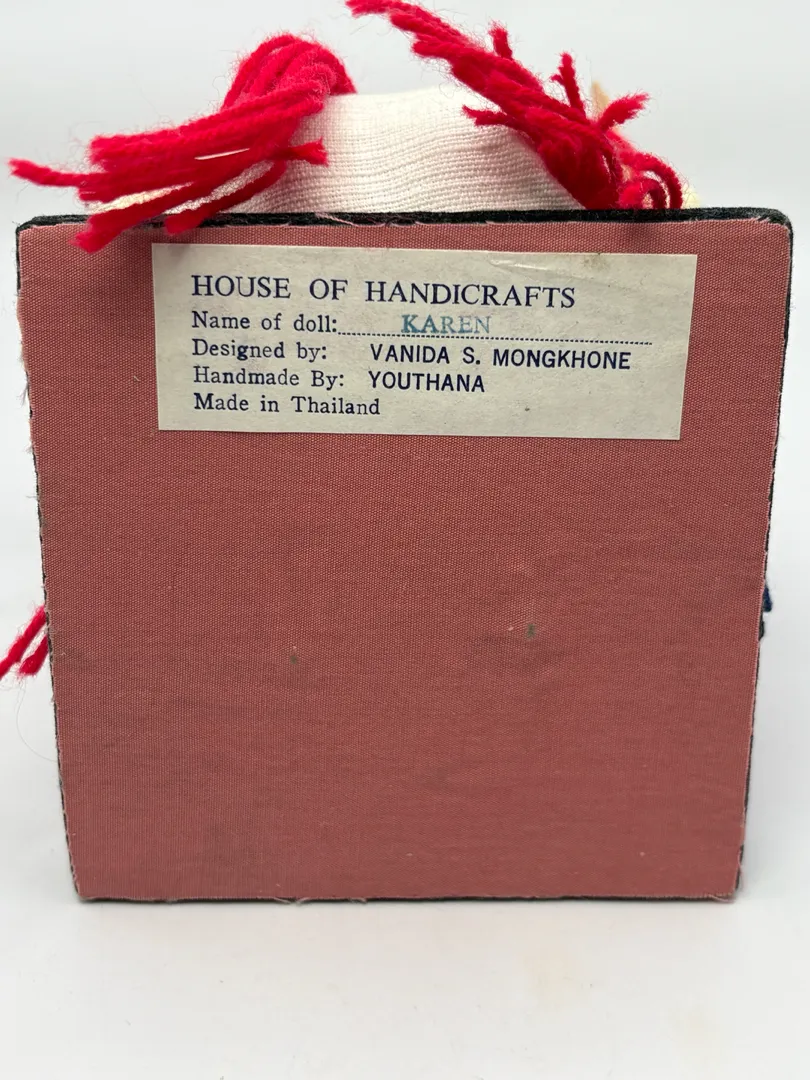 HOUSE OF HANDICRAFTS
Name of doll: KAREN
Designed by: VANIDA S. MONGKHONE
Handmade By: YOUTHANA
Made in Thailand